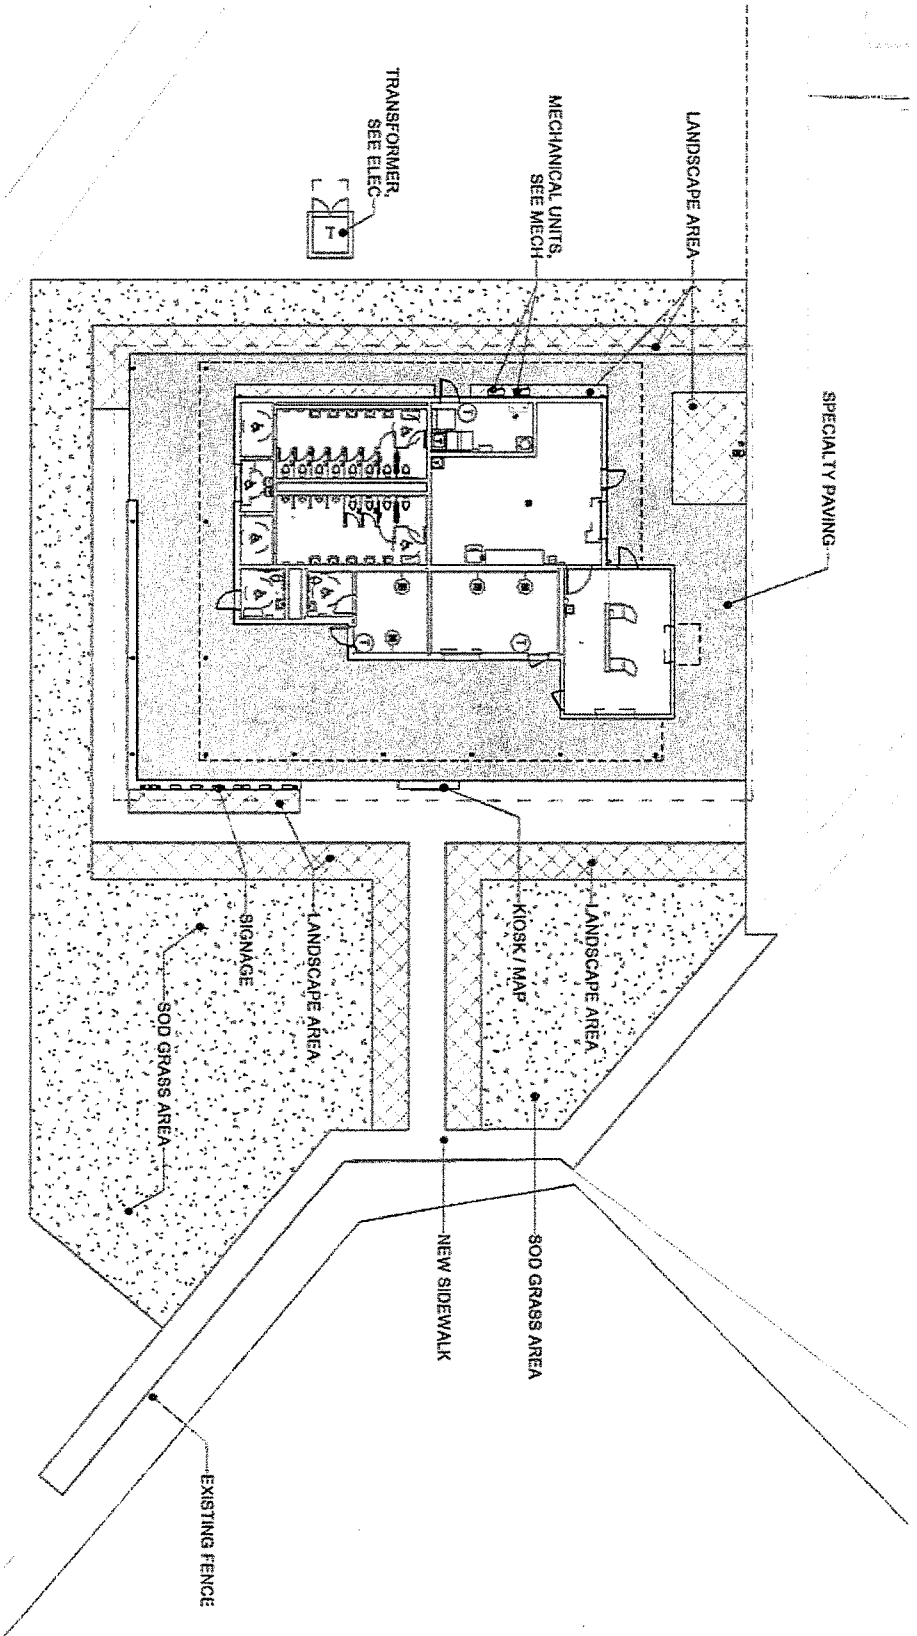 SPECIALTY PAVING
LANDSCAPE AREA
LANDSCAPE AREA
MECHANICAL UNITS,
SEE MECH
SOD GRASS AREA
KIOSK / MAP
T
T
NEW SIDEWALK
TRANSFORMER,
SEE ELEC
T
T
LANDSCAPE AREA
SIGNAGE
EXISTING FENCE
SOD GRASS AREA